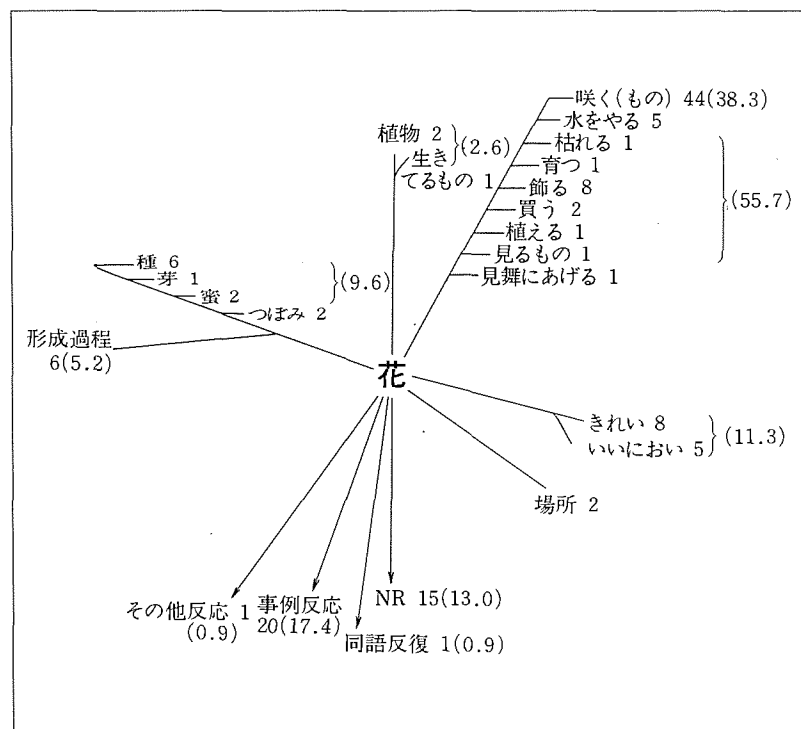 咲く(もの) 44(38.3)
水をやる 5
枯れる 1
育つ 1
飾る 8
買う 2
植える 1
見るもの 1
見舞にあげる 1
(55.7)
植物 2
生き
てるもの 1
(2.6)
種 6
芽 1
蜜 2
つぼみ 2
(9.6)
形成過程
6(5.2)
花
きれい 8
いいにおい 5
(11.3)
場所 2
その他反応 1
(0.9)
事例反応
20(17.4)
同語反復 1(0.9)
NR 15(13.0)